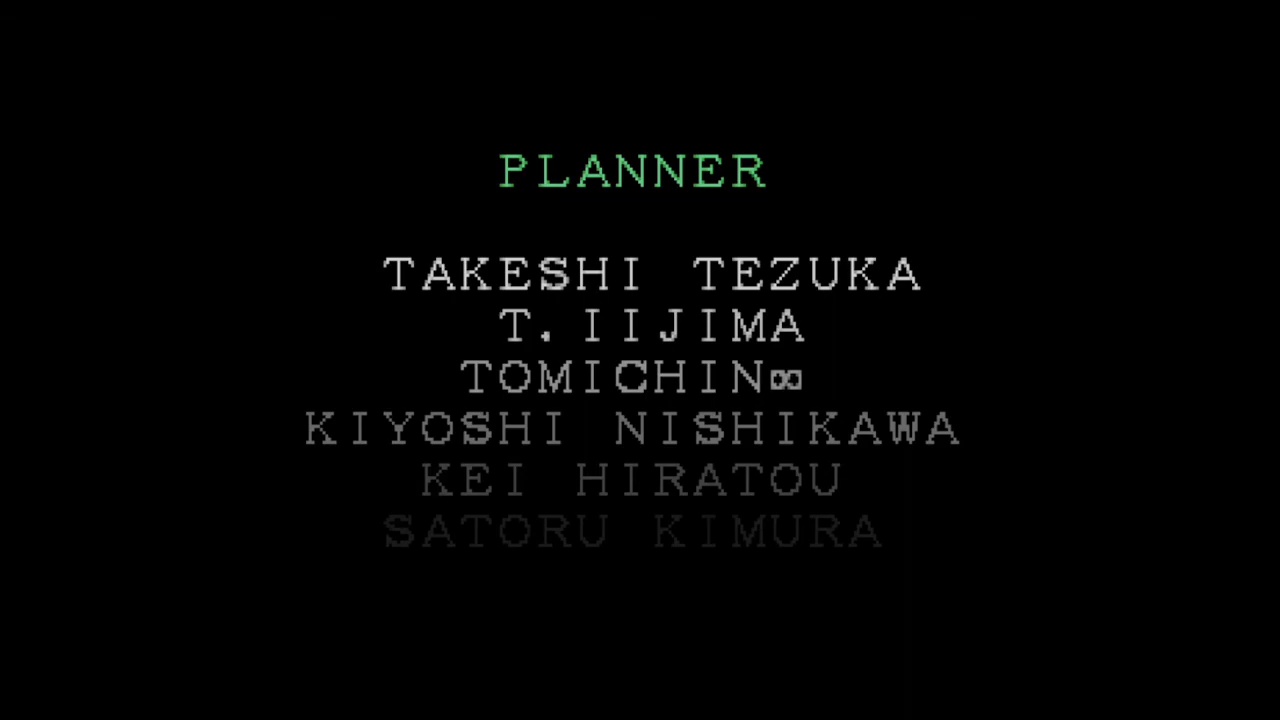 PLANNER
TAKESHI TEZUKA
T.IIJIMA
TOMICHIN∞
KIYOSHI NISHIKAWA
KEI HIRATOU
SATORU KIMURA